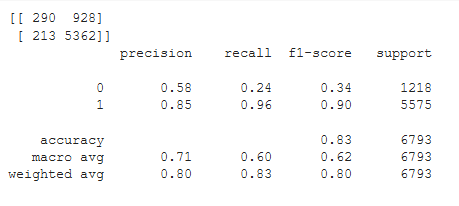 [[ 290  928]
 [ 213 5362]]
              precision    recall  f1-score   support

           0       0.58      0.24      0.34      1218
           1       0.85      0.96      0.90      5575

    accuracy                           0.83      6793
   macro avg       0.71      0.60      0.62      6793
weighted avg       0.80      0.83      0.80      6793